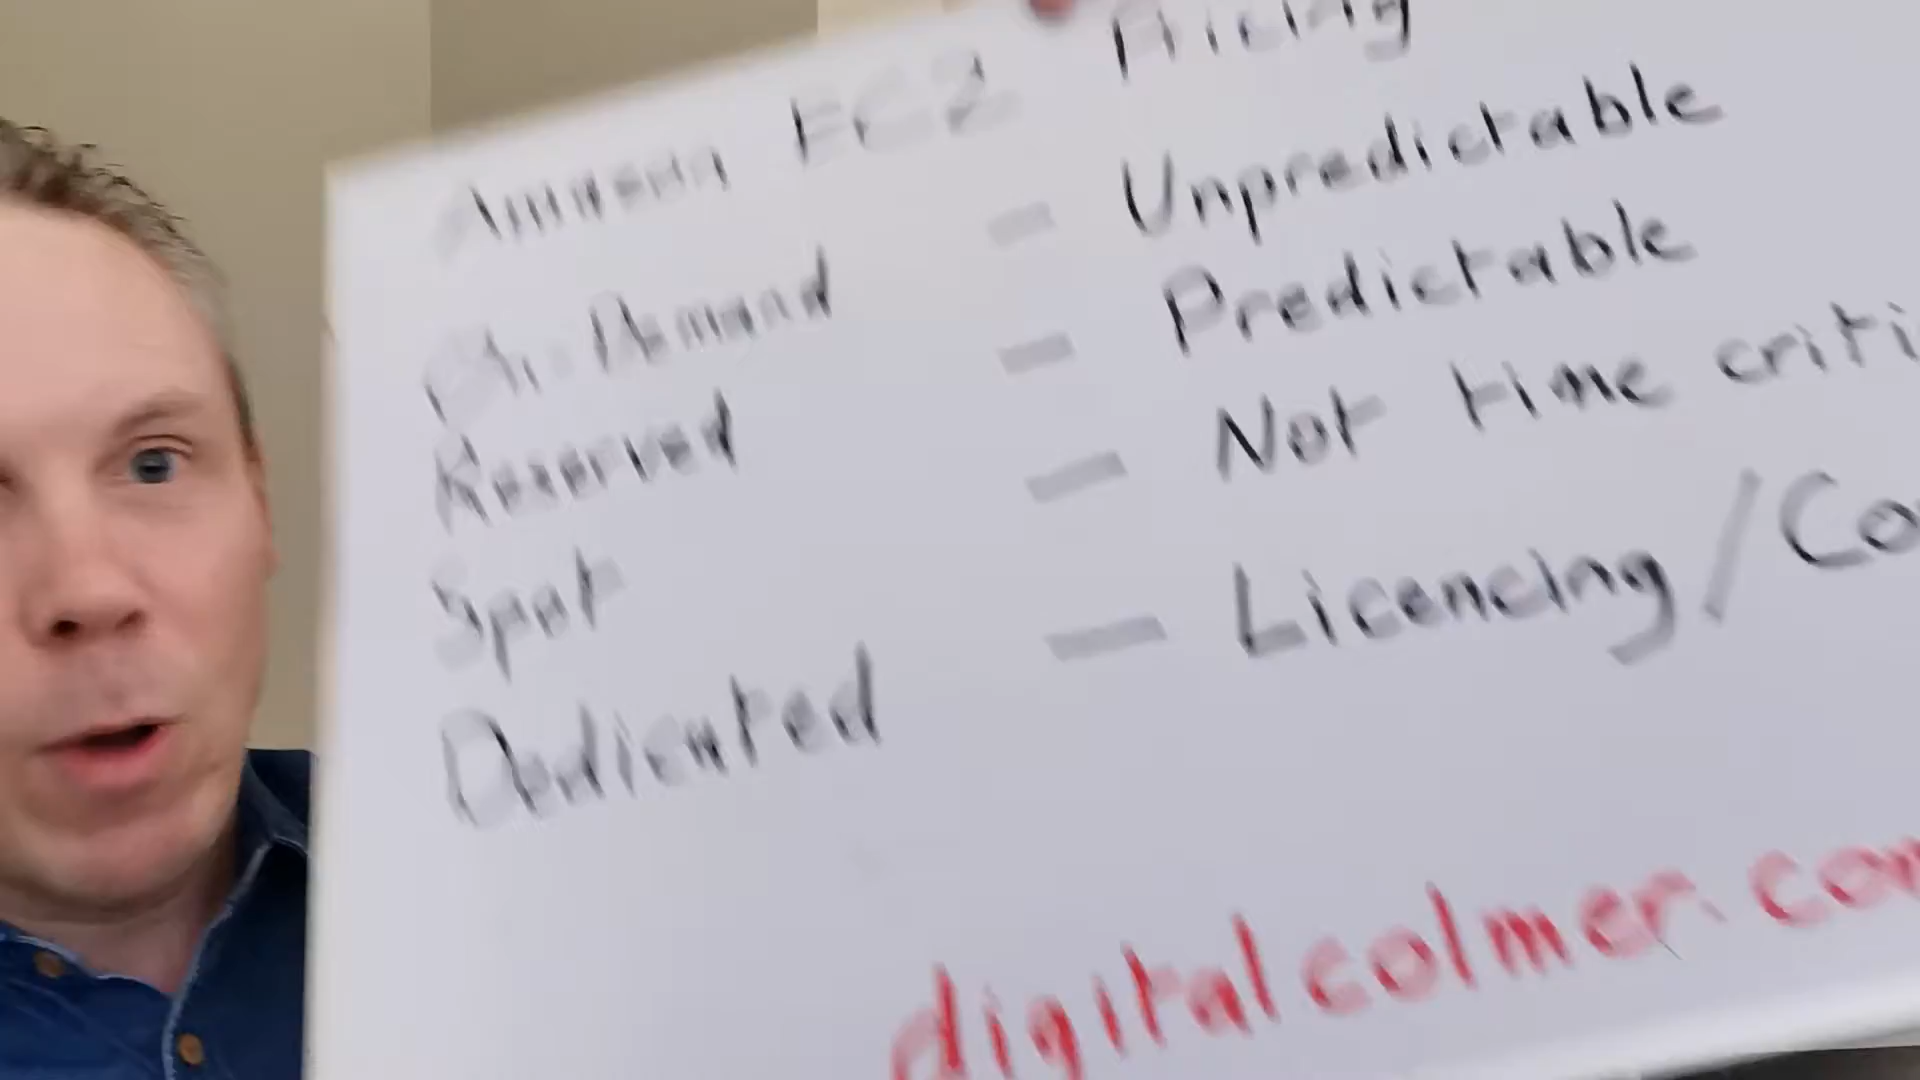 Amazon EC2 Pricing
On-Demand - Unpredictable
Reserved - Predictable
Spot - Not time criti
Dedicated - Licencing/Co
digitalcolmer.com